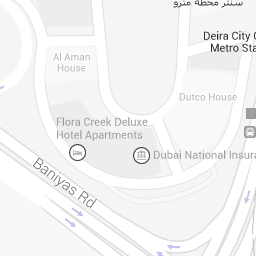 سنتر محطة مترو
Deira City C
Metro Sta
Al Aman
House
Dutco House
Flora Creek Deluxe
Hotel Apartments
Dubai National Insura
Baniyas Rd